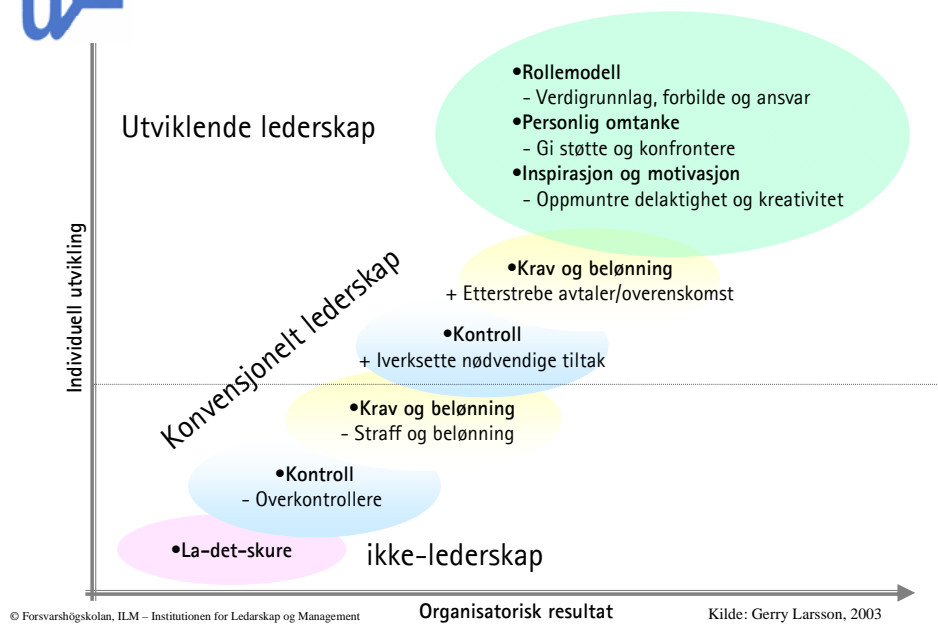 •Rollemodell
- Verdigrunnlag, forbilde og ansvar
•Personlig omtanke
- Gi støtte og konfrontere
•Inspirasjon og motivasjon
- Oppmuntre delaktighet og kreativitet
Utviklende lederskap
Individuell utvikling
Konvensjonelt lederskap
•Krav og belønning
+ Etterstrebe avtaler/overenskomst
•Kontroll
+ Iverksette nødvendige tiltak
•Krav og belønning
- Straff og belønning
•Kontroll
- Overkontrollere
•La-det-skure
ikke-lederskap
© Forsvarshögskolan, ILM – Institutionen for Ledarskap og Management
Organisatorisk resultat
Kilde: Gerry Larsson, 2003